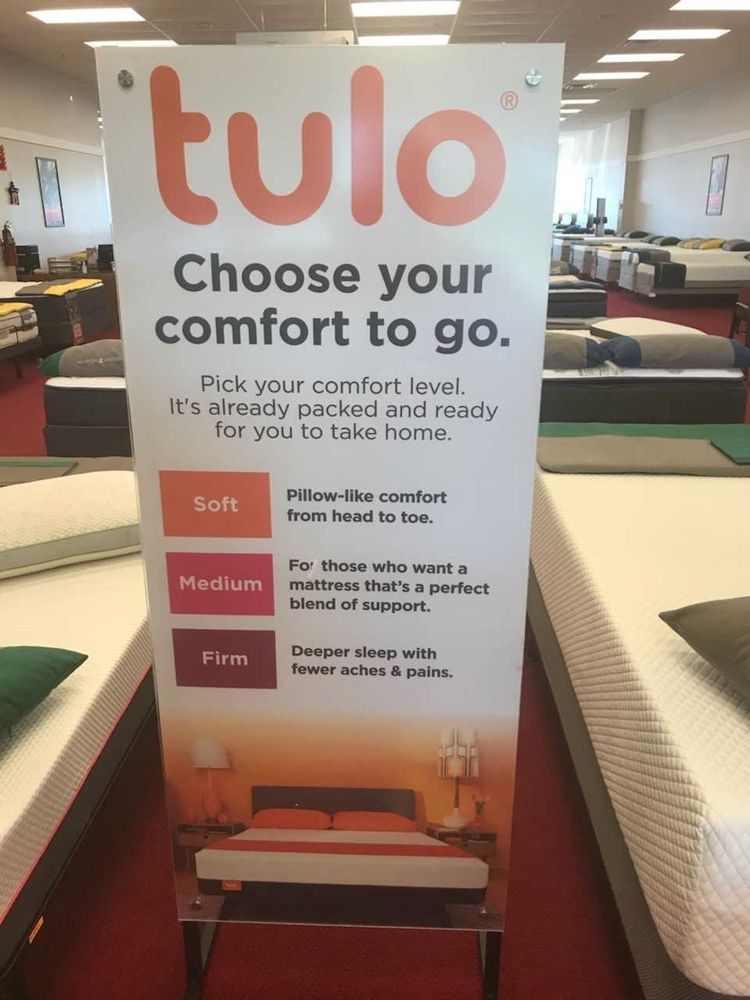 tulo®
Choose your
comfort to go.
Pick your comfort level.
It's already packed and ready
for you to take home.
Soft
Pillow-like comfort
from head to toe.
Medium
For those who want a
mattress that's a perfect
blend of support.
Firm
Deeper sleep with
fewer aches & pains.